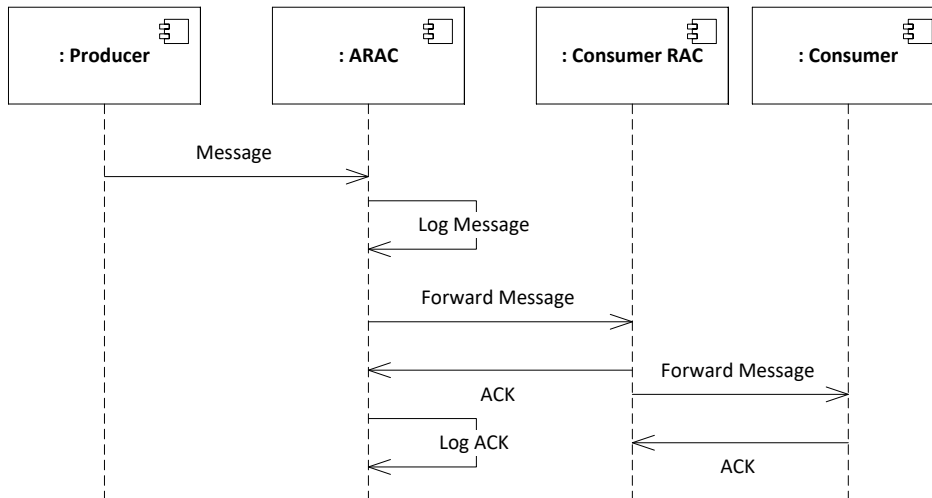 : Producer
: ARAC
: Consumer RAC
: Consumer
Message
Log Message
Forward Message
Forward Message
ACK
Log ACK
ACK